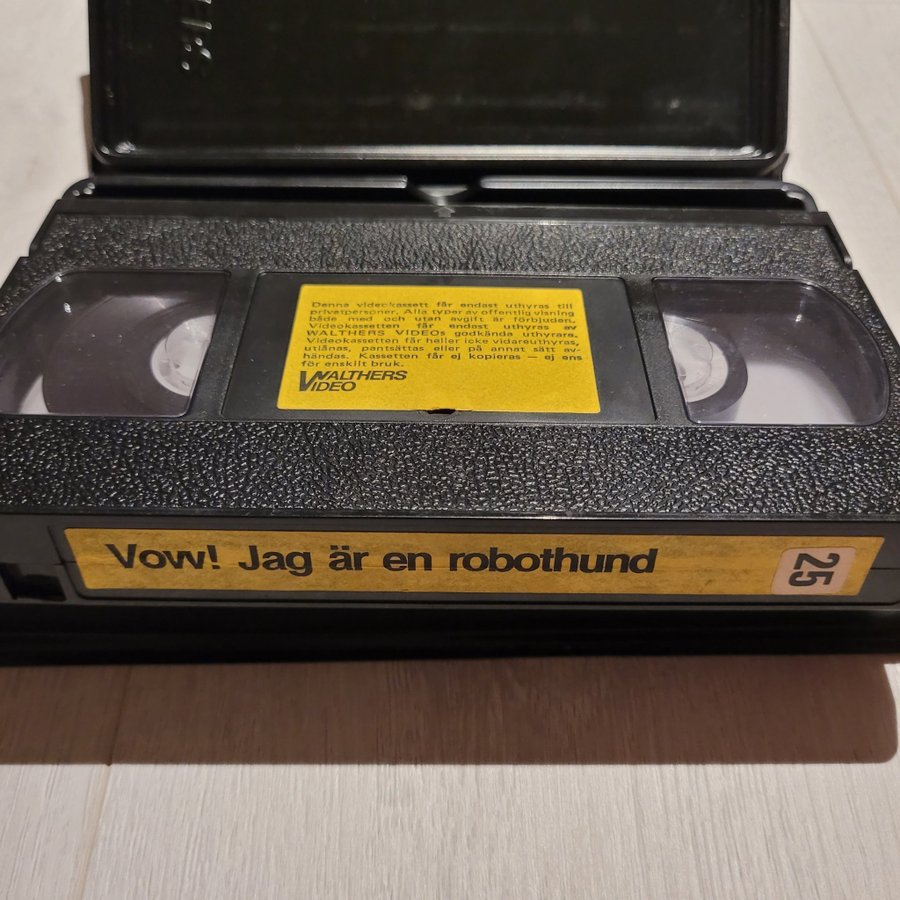 Denna videokassett får endast uthyras till
privatpersoner. Alla typer av offentlig visning
både med och utan avgift är förbjuden.
Videokassetten får endast uthyras av
WALTHERS VIDEOs godkända uthyrare.
Videokassetten får heller icke vidareuthyras,
utlånas, pantsättas eller på annat sätt av-
händas. Kassetten får ej kopieras — ej ens
för enskilt bruk.
WALTHERS
VIDEO
Vovv! Jag är en robothund
25